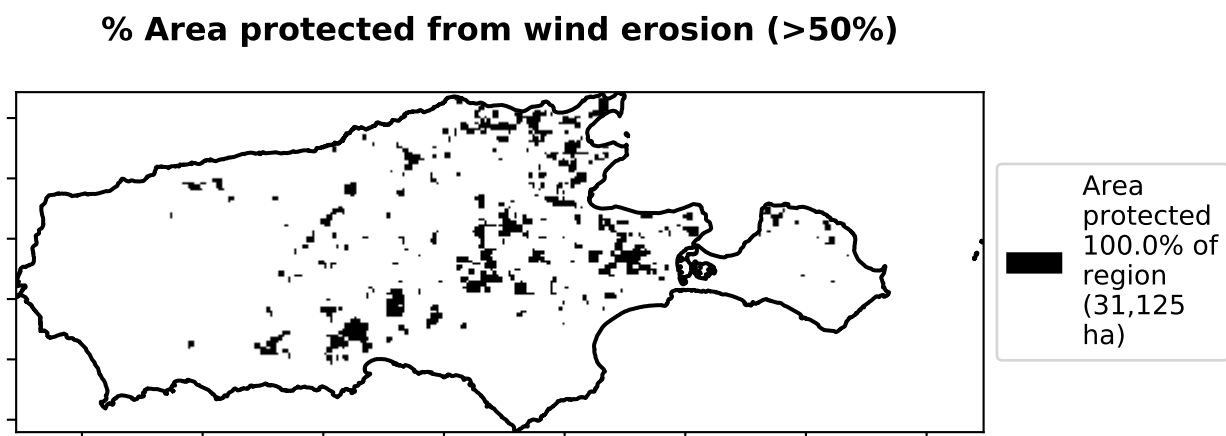 % Area protected from wind erosion (>50%)
Area
protected
100.0% of
region
(31,125
ha)